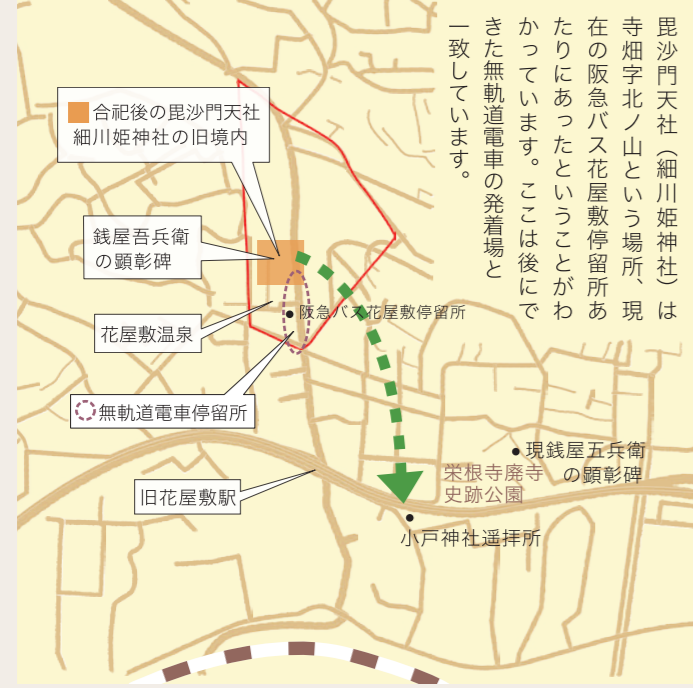 毘沙門天社（細川姫神社）は
寺畑字北ノ山という場所、現
在の阪急バス花屋敷停留所あ
たりにあったということがわ
かっています。ここは後にで
きた無軌道電車の発着場と
一致しています。
合祀後の毘沙門天社
細川姫神社の旧境内
銭屋吾兵衛
の顕彰碑
阪急バス花屋敷停留所
花屋敷温泉
無軌道電車停留所
現銭屋五兵衛
の顕彰碑
栄根寺廃寺
史跡公園
旧花屋敷駅
小戸神社遥拝所